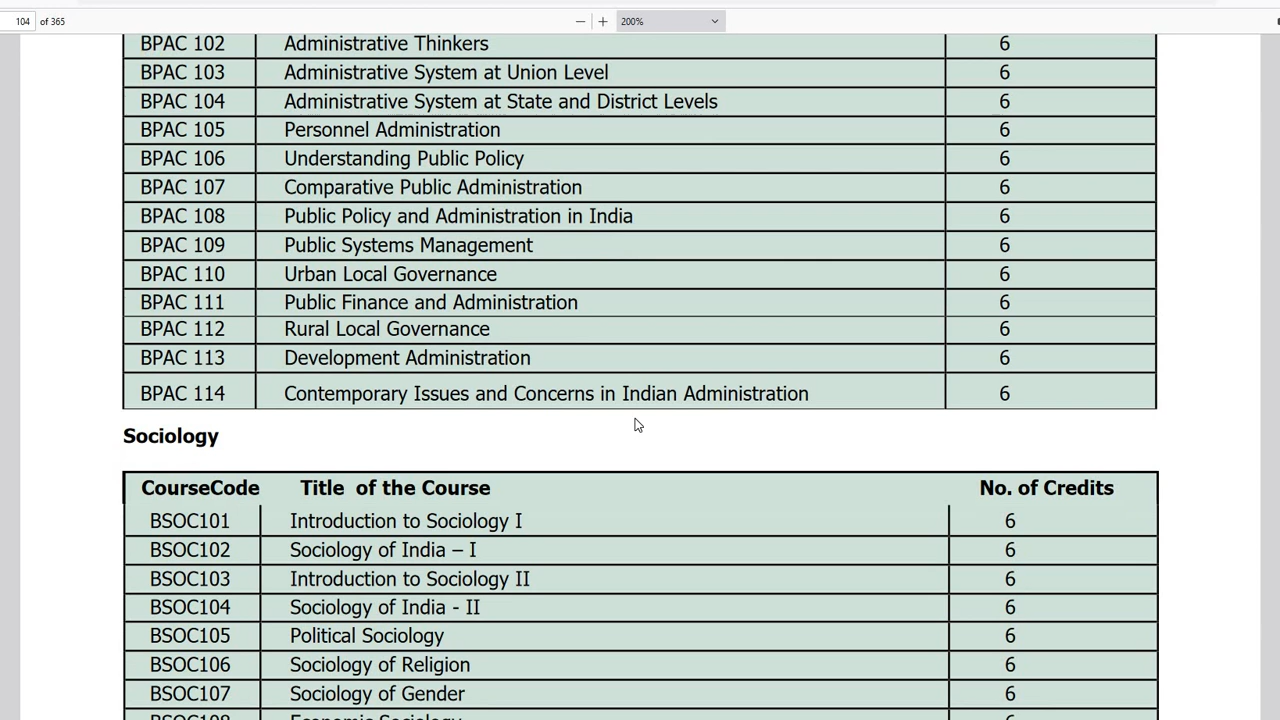 104 of 365 200%
BPAC 102 Administrative Thinkers 6
BPAC 103 Administrative System at Union Level 6
BPAC 104 Administrative System at State and District Levels 6
BPAC 105 Personnel Administration 6
BPAC 106 Understanding Public Policy 6
BPAC 107 Comparative Public Administration 6
BPAC 108 Public Policy and Administration in India 6
BPAC 109 Public Systems Management 6
BPAC 110 Urban Local Governance 6
BPAC 111 Public Finance and Administration 6
BPAC 112 Rural Local Governance 6
BPAC 113 Development Administration 6
BPAC 114 Contemporary Issues and Concerns in Indian Administration 6
Sociology
CourseCode Title of the Course No. of Credits
BSOC101 Introduction to Sociology I 6
BSOC102 Sociology of India – I 6
BSOC103 Introduction to Sociology II 6
BSOC104 Sociology of India - II 6
BSOC105 Political Sociology 6
BSOC106 Sociology of Religion 6
BSOC107 Sociology of Gender 6
BSOC108 Economic Sociology 6